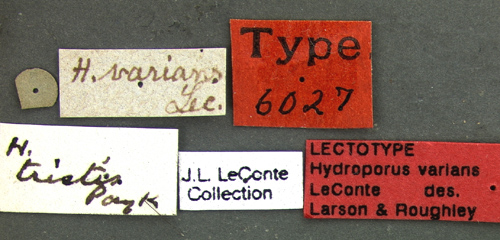 H. varians
Lec.
Type
6027
H.
tristis
Payk
J.L. LeConte
Collection
LECTOTYPE
Hydroporus varians
LeConte des.
Larson & Roughley